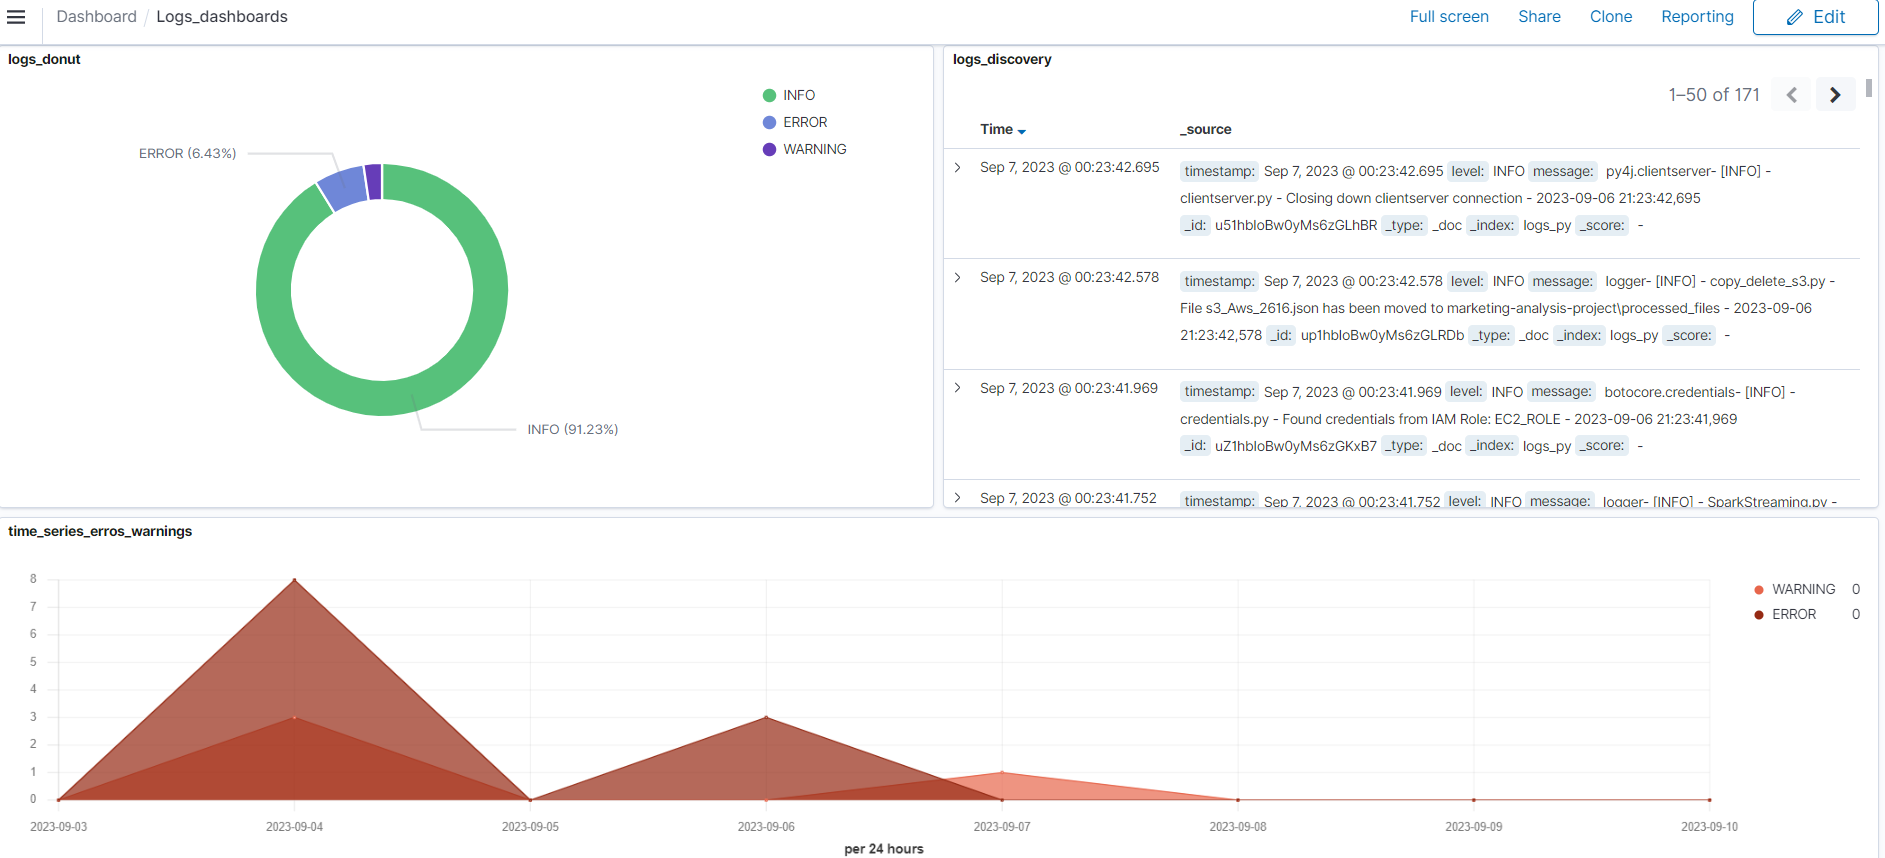 Dashboard / Logs_dashboards
Full screen Share Clone Reporting Edit
logs_donut
INFO
ERROR
WARNING
ERROR (6.43%)
INFO (91.23%)
logs_discovery
1–50 of 171
Time _source
Sep 7, 2023 @ 00:23:42.695 timestamp: Sep 7, 2023 @ 00:23:42.695 level: INFO message: py4j.clientserver- [INFO] -
clientserver.py - Closing down clientserver connection - 2023-09-06 21:23:42,695
_id: u51hbIoBw0yMs6zGLhBR _type: _doc _index: logs_py _score: -
Sep 7, 2023 @ 00:23:42.578 timestamp: Sep 7, 2023 @ 00:23:42.578 level: INFO message: logger- [INFO] - copy_delete_s3.py -
File s3_Aws_2616.json has been moved to marketing-analysis-project\processed_files - 2023-09-06
21:23:42,578 _id: up1hbIoBw0yMs6zGLRDb _type: _doc _index: logs_py _score: -
Sep 7, 2023 @ 00:23:41.969 timestamp: Sep 7, 2023 @ 00:23:41.969 level: INFO message: botocore.credentials- [INFO] -
credentials.py - Found credentials from IAM Role: EC2_ROLE - 2023-09-06 21:23:41,969
_id: uZ1hbIoBw0yMs6zGKxB7 _type: _doc _index: logs_py _score: -
Sep 7, 2023 @ 00:23:41.752 timestamp: Sep 7, 2023 @ 00:23:41.752 level: INFO message: logger- [INFO] - SparkStreaming.py -
time_series_erros_warnings
8
7
6
5
4
3
2
1
0
WARNING 0
ERROR 0
2023-09-03 2023-09-04 2023-09-05 2023-09-06 2023-09-07 2023-09-08 2023-09-09 2023-09-10
per 24 hours